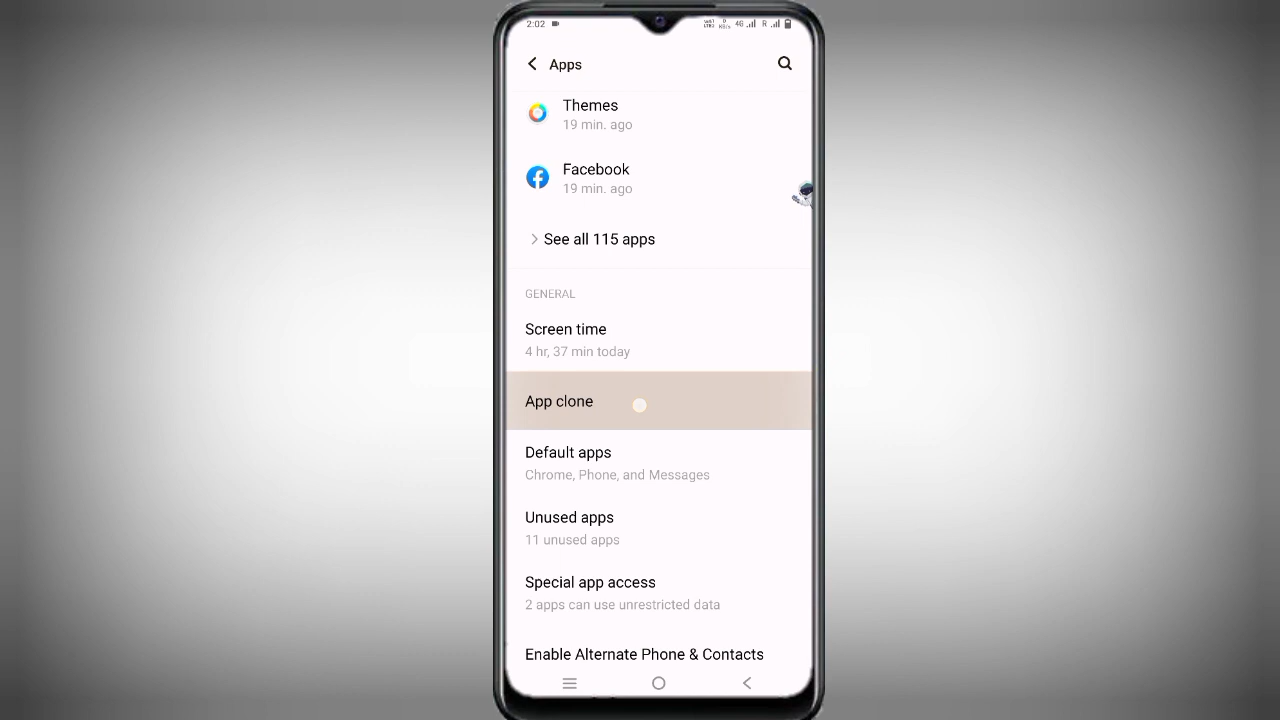 2:02
4G R
Apps
Themes
19 min. ago
Facebook
19 min. ago
See all 115 apps
GENERAL
Screen time
4 hr, 37 min today
App clone
Default apps
Chrome, Phone, and Messages
Unused apps
11 unused apps
Special app access
2 apps can use unrestricted data
Enable Alternate Phone & Contacts